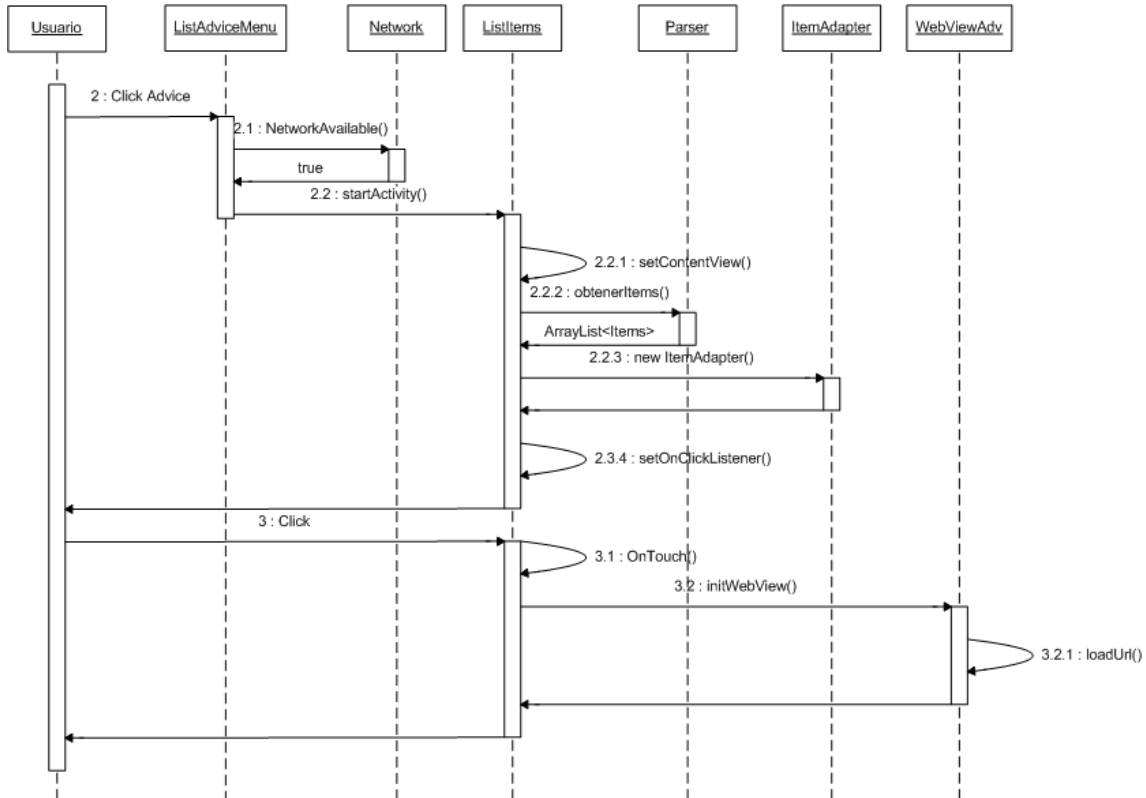 Usuario
ListAdviceMenu
Network
ListItems
Parser
ItemAdapter
WebViewAdv
2 : Click Advice
2.1 : NetworkAvailable()
true
2.2 : startActivity()
2.2.1 : setContentView()
2.2.2 : obtenerItems()
ArrayList<Items>
2.2.3 : new ItemAdapter()
2.3.4 : setOnClickListener()
3 : Click
3.1 : OnTouch()
3.2 : initWebView()
3.2.1 : loadUrl()